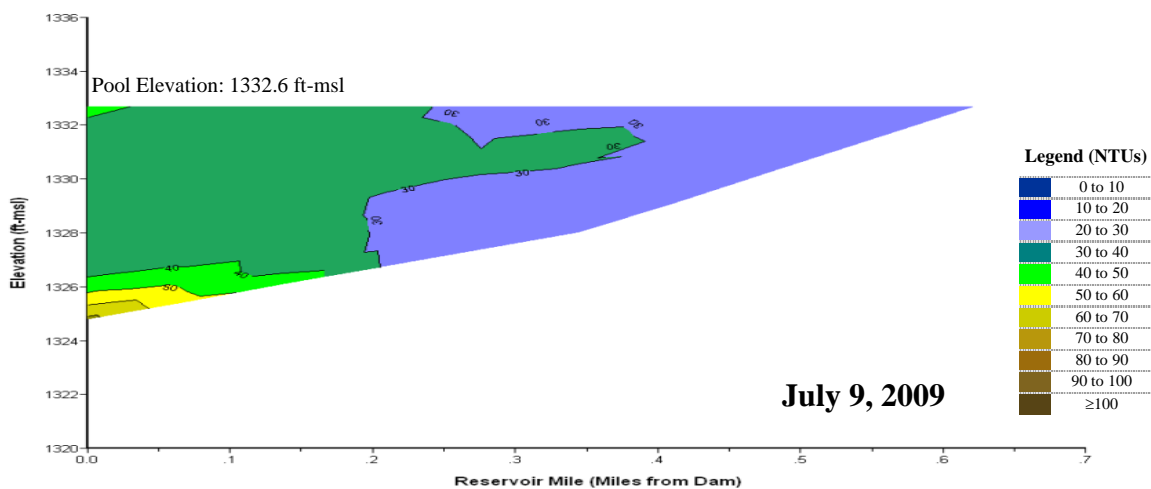 1336
1334
Pool Elevation: 1332.6 ft-msl
1332
1330
1328
1326
1324
1322
1320
Elevation (ft-msl)
30
30
30
30
30
30
30
40
40
50
0.0 .1 .2 .3 .4 .5 .6 .7
Reservoir Mile (Miles from Dam)
July 9, 2009
Legend (NTUs)
0 to 10
10 to 20
20 to 30
30 to 40
40 to 50
50 to 60
60 to 70
70 to 80
80 to 90
90 to 100
≥100